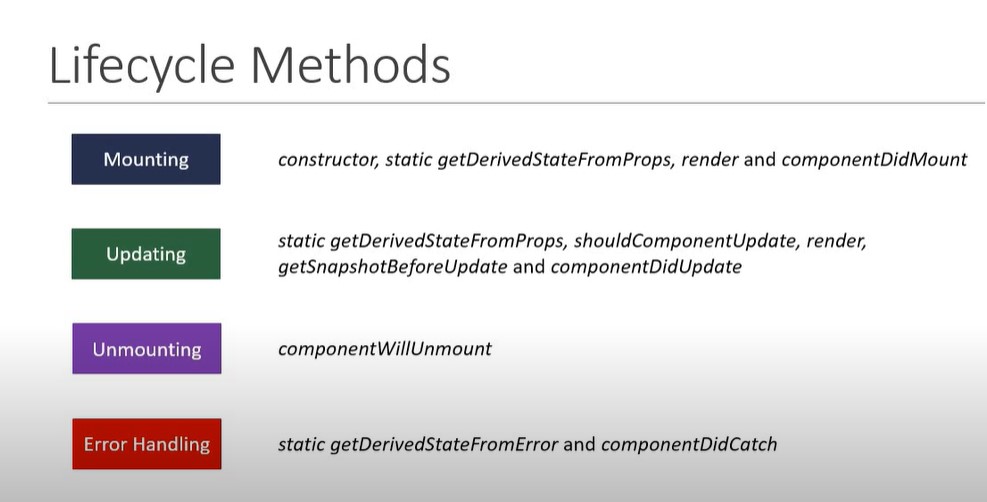 Lifecycle Methods
Mounting
constructor, static getDerivedStateFromProps, render and componentDidMount
Updating
static getDerivedStateFromProps, shouldComponentUpdate, render,
getSnapshotBeforeUpdate and componentDidUpdate
Unmounting
componentWillUnmount
Error Handling
static getDerivedStateFromError and componentDidCatch